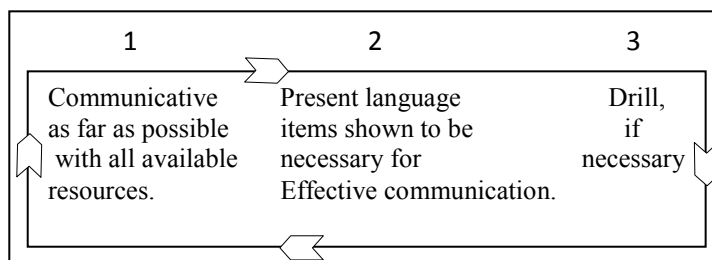 1 2 3
Communicative Present language Drill,
as far as possible items shown to be if
with all available necessary for necessary
resources. Effective communication.